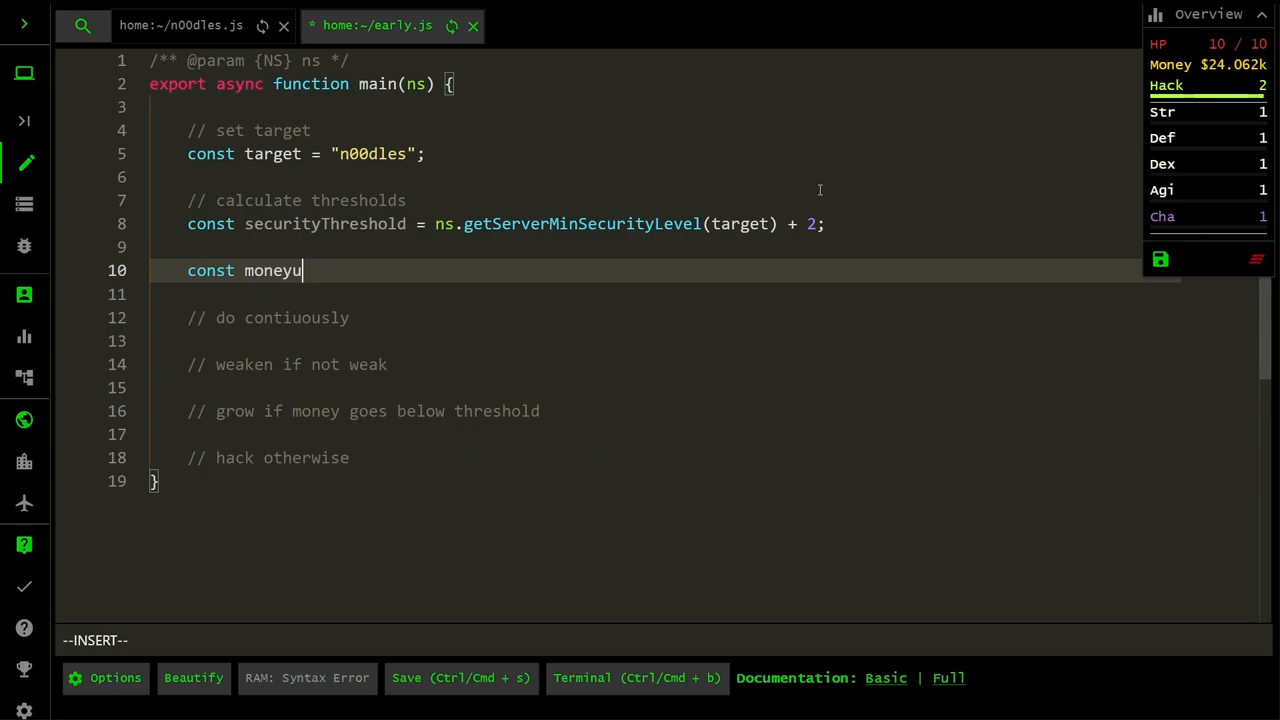 home:~/n00dles.js
* home:~/early.js
Overview
HP 10 / 10
Money $24.062k
Hack 2
Str 1
Def 1
Dex 1
Agi 1
Cha 1
1 /** @param {NS} ns */
2 export async function main(ns) {
3
4 // set target
5 const target = "n00dles";
6
7 // calculate thresholds
8 const securityThreshold = ns.getServerMinSecurityLevel(target) + 2;
9
10 const moneyu
11
12 // do contiuously
13
14 // weaken if not weak
15
16 // grow if money goes below threshold
17
18 // hack otherwise
19 }
--INSERT--
Options
Beautify
RAM: Syntax Error
Save (Ctrl/Cmd + s)
Terminal (Ctrl/Cmd + b)
Documentation: Basic | Full